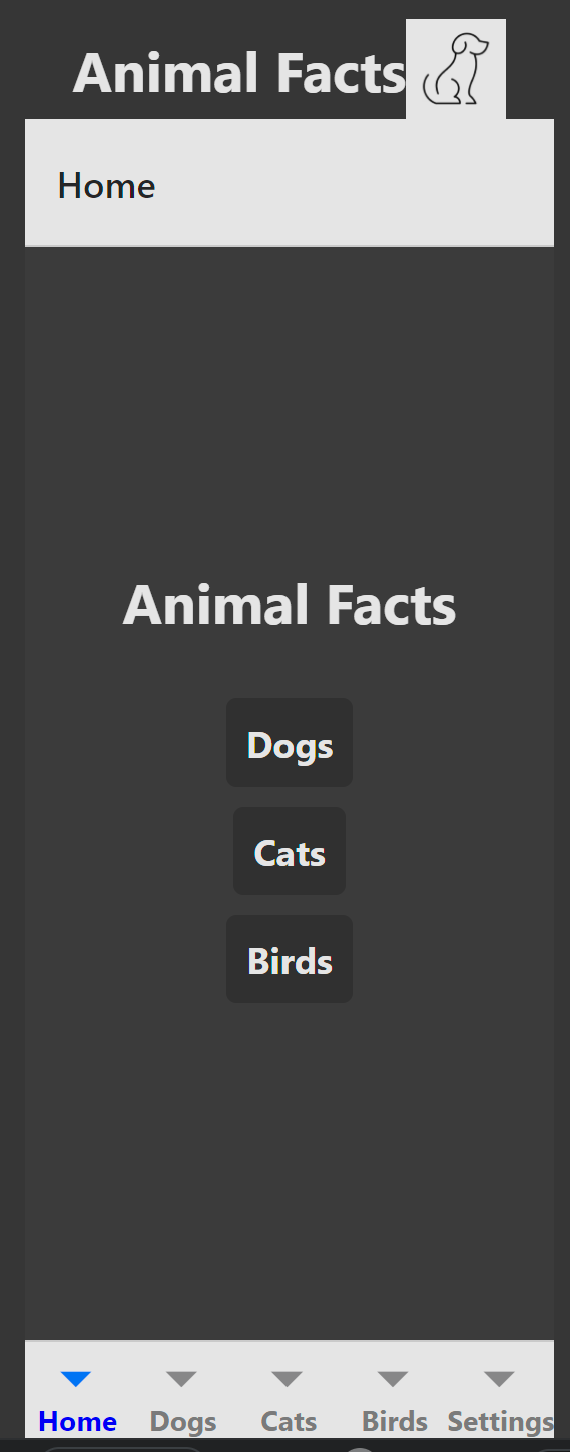 Animal Facts
Home
Animal Facts
Dogs
Cats
Birds
Home Dogs Cats Birds Settings